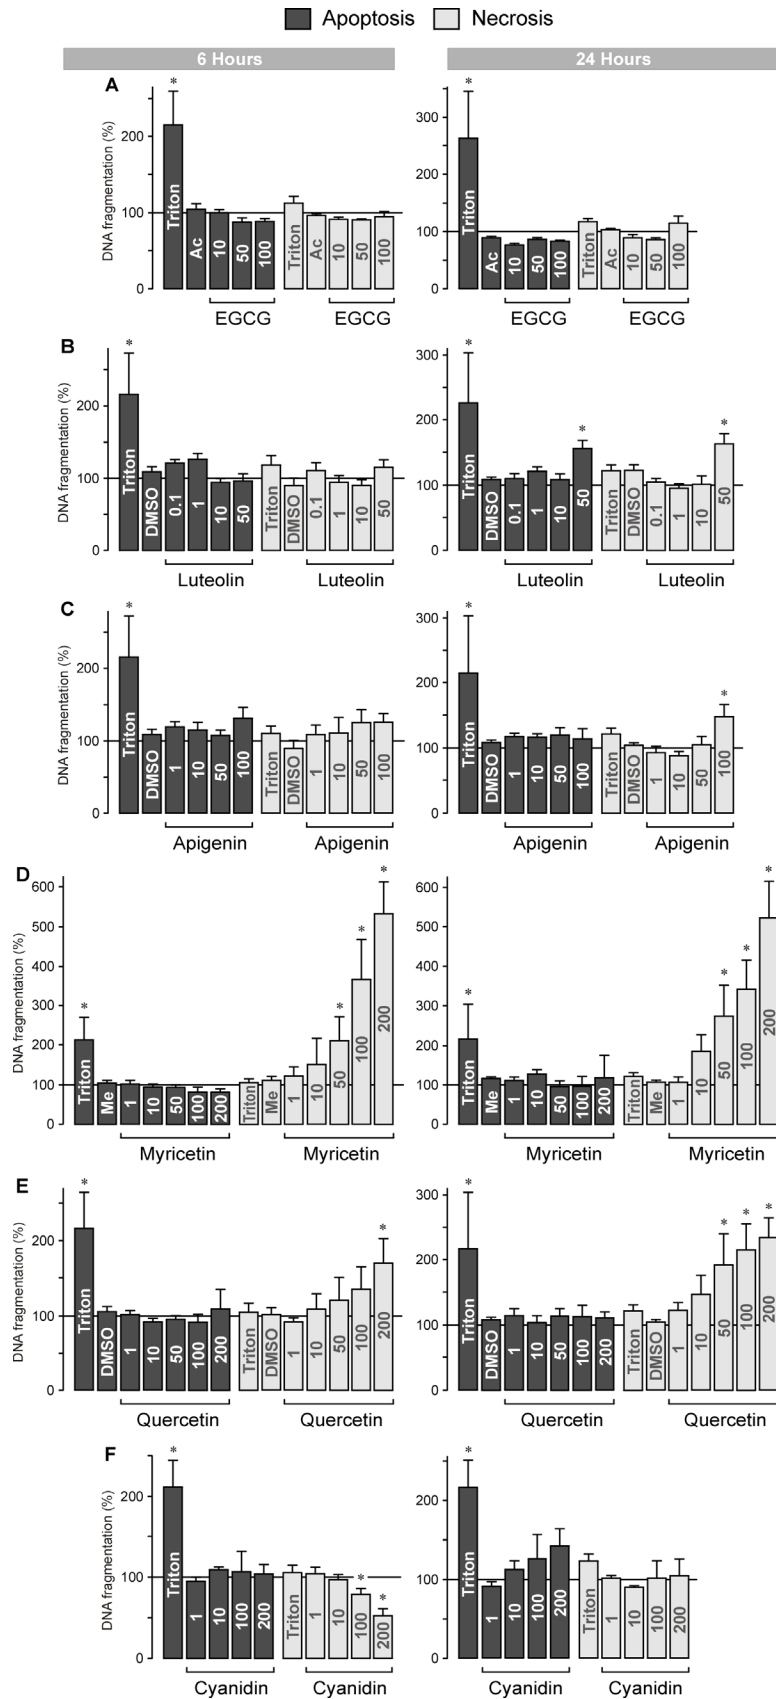 Apoptosis Necrosis
6 Hours 24 Hours
A
DNA fragmentation (%)
200
100
0
*
Triton Ac 10 50 100 Triton Ac 10 50 100
EGCG EGCG
300
200
100
0
*
Triton Ac 10 50 100 Triton Ac 10 50 100
EGCG EGCG
B
DNA fragmentation (%)
200
100
0
*
Triton DMSO 0.1 1 10 50 Triton DMSO 0.1 1 10 50
Luteolin Luteolin
300
200
100
0
* * *
Triton DMSO 0.1 1 10 50 Triton DMSO 0.1 1 10 50
Luteolin Luteolin
C
DNA fragmentation (%)
200
100
0
*
Triton DMSO 1 10 50 100 Triton DMSO 1 10 50 100
Apigenin Apigenin
300
200
100
0
* *
Triton DMSO 1 10 50 100 Triton DMSO 1 10 50 100
Apigenin Apigenin
D
DNA fragmentation (%)
600
500
400
300
200
100
0
* * * *
Triton Me 1 10 50 100 200 Triton Me 1 10 50 100 200
Myricetin Myricetin
600
500
400
300
200
100
0
* * * *
Triton Me 1 10 50 100 200 Triton Me 1 10 50 100 200
Myricetin Myricetin
E
DNA fragmentation (%)
200
100
0
* *
Triton DMSO 1 10 50 100 200 Triton DMSO 1 10 50 100 200
Quercetin Quercetin
300
200
100
0
* * * *
Triton DMSO 1 10 50 100 200 Triton DMSO 1 10 50 100 200
Quercetin Quercetin
F
DNA fragmentation (%)
200
100
0
* * *
Triton 1 10 100 200 Triton 1 10 100 200
Cyanidin Cyanidin
200
100
0
*
Triton 1 10 100 200 Triton 1 10 100 200
Cyanidin Cyanidin